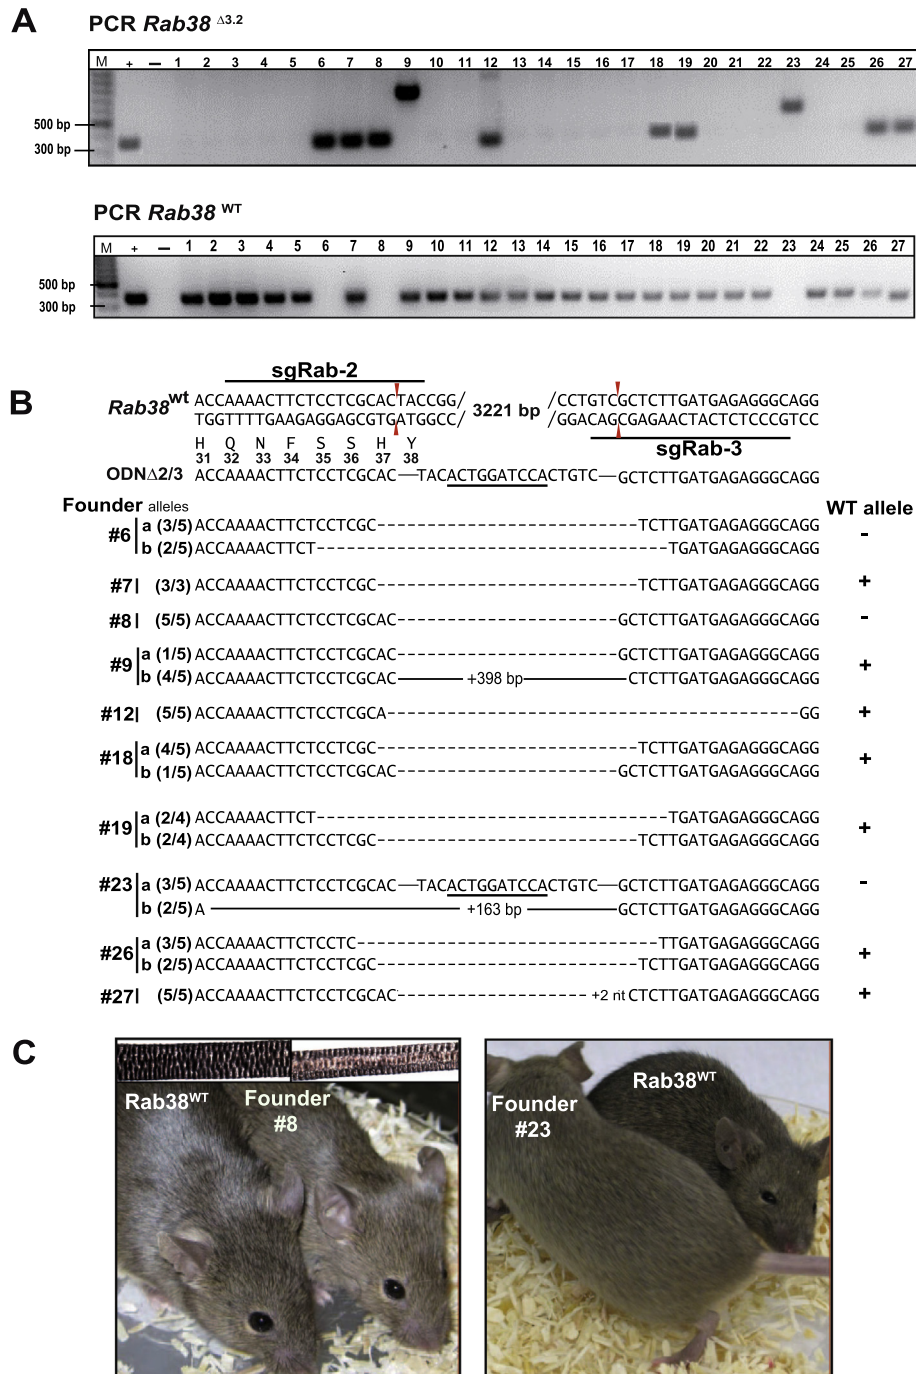 A
PCR Rab38 Δ3.2
M + – 1 2 3 4 5 6 7 8 9 10 11 12 13 14 15 16 17 18 19 20 21 22 23 24 25 26 27
500 bp
300 bp
PCR Rab38 WT
M + – 1 2 3 4 5 6 7 8 9 10 11 12 13 14 15 16 17 18 19 20 21 22 23 24 25 26 27
500 bp
300 bp
B
sgRab-2
Rab38wt ACCAAAACTTCTCCTCGCACTACCGG/ 3221 bp /CCTGTCGCTCTTGATGAGAGGGCAGG
TGGTTTTGAAGAGGAGCGTGATGGCC/ /GGACAGCGAGAACTACTCTCCCGTCC
sgRab-3
H Q N F S S H Y
31 32 33 34 35 36 37 38
ODNΔ2/3 ACCAAAACTTCTCCTCGCAC—TACACTGGATCCACTGTC—GCTCTTGATGAGAGGGCAGG
Founder alleles WT allele
#6 a (3/5) ACCAAAACTTCTCCTCGC--------------------------TCTTGATGAGAGGGCAGG -
b (2/5) ACCAAAACTTCT-----------------------------------TGATGAGAGGGCAGG
#7 (3/3) ACCAAAACTTCTCCTCGC--------------------------TCTTGATGAGAGGGCAGG +
#8 (5/5) ACCAAAACTTCTCCTCGCAC----------------------GCTCTTGATGAGAGGGCAGG -
#9 a (1/5) ACCAAAACTTCTCCTCGCAC----------------------GCTCTTGATGAGAGGGCAGG +
b (4/5) ACCAAAACTTCTCCTCGCAC—— +398 bp ——CTCTTGATGAGAGGGCAGG
#12 (5/5) ACCAAAACTTCTCCTCGCA-----------------------------------------GG +
#18 a (4/5) ACCAAAACTTCTCCTCGC--------------------------TCTTGATGAGAGGGCAGG +
b (1/5) ACCAAAACTTCTCCTCGCAC----------------------GCTCTTGATGAGAGGGCAGG
#19 a (2/4) ACCAAAACTTCT-----------------------------------TGATGAGAGGGCAGG +
b (2/4) ACCAAAACTTCTCCTCGC--------------------------TCTTGATGAGAGGGCAGG
#23 a (3/5) ACCAAAACTTCTCCTCGCAC—TACACTGGATCCACTGTC—GCTCTTGATGAGAGGGCAGG -
b (2/5) A —— +163 bp ——GCTCTTGATGAGAGGGCAGG
#26 a (3/5) ACCAAAACTTCTCCTC------------------------------TTGATGAGAGGGCAGG +
b (2/5) ACCAAAACTTCTCCTCGC--------------------------TCTTGATGAGAGGGCAGG
#27 (5/5) ACCAAAACTTCTCCTCGCAC------------------- +2 nt CTCTTGATGAGAGGGCAGG +
C
Rab38WT
Founder
#8
Founder
#23
Rab38WT